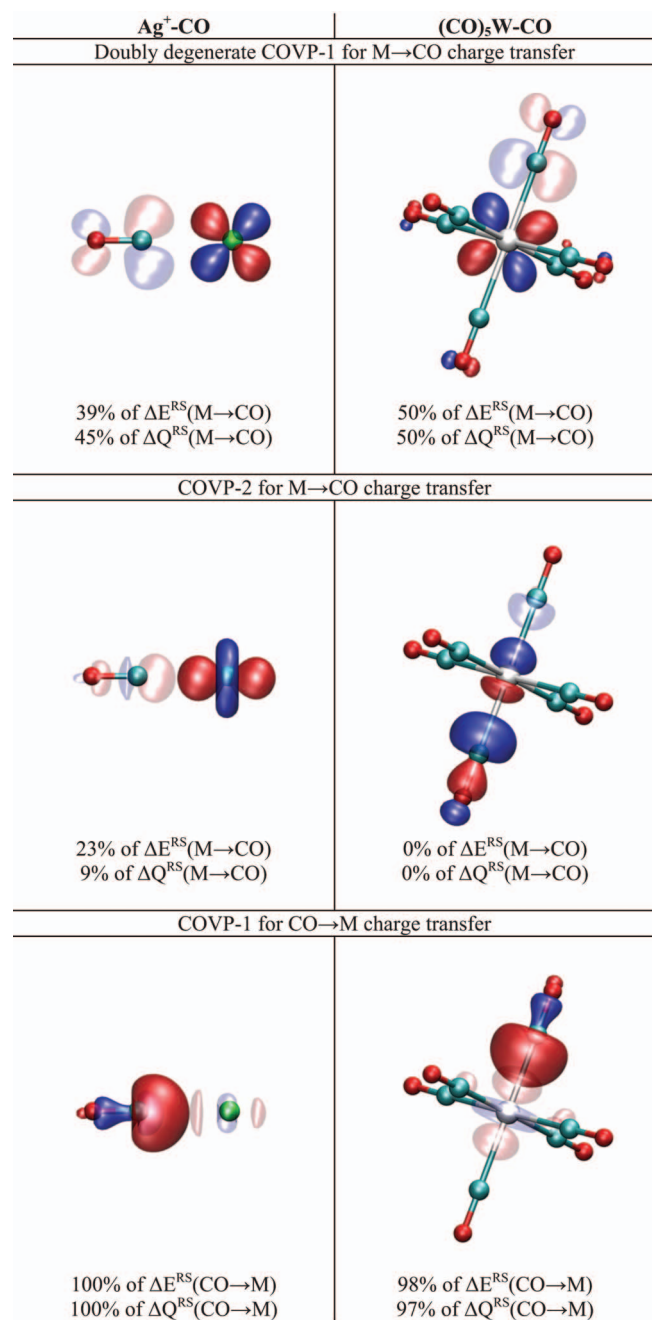 Ag⁺-CO
(CO)₅W-CO
Doubly degenerate COVP-1 for M→CO charge transfer
39% of ΔEᴿˢ(M→CO)
45% of ΔQᴿˢ(M→CO)
50% of ΔEᴿˢ(M→CO)
50% of ΔQᴿˢ(M→CO)
COVP-2 for M→CO charge transfer
23% of ΔEᴿˢ(M→CO)
9% of ΔQᴿˢ(M→CO)
0% of ΔEᴿˢ(M→CO)
0% of ΔQᴿˢ(M→CO)
COVP-1 for CO→M charge transfer
100% of ΔEᴿˢ(CO→M)
100% of ΔQᴿˢ(CO→M)
98% of ΔEᴿˢ(CO→M)
97% of ΔQᴿˢ(CO→M)